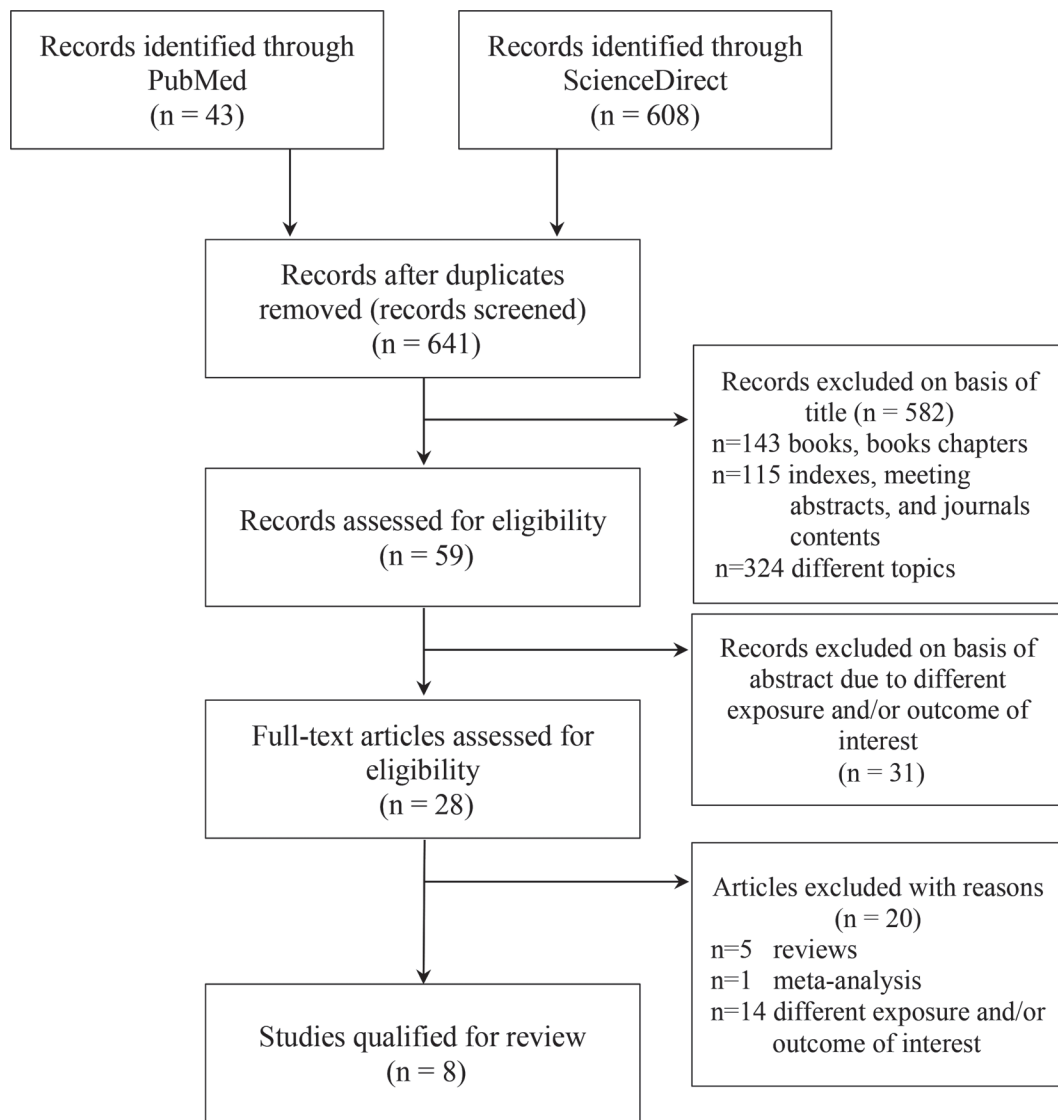 Records identified through
PubMed
(n = 43)
Records identified through
ScienceDirect
(n = 608)
Records after duplicates
removed (records screened)
(n = 641)
Records excluded on basis of
title (n = 582)
n=143 books, books chapters
n=115 indexes, meeting
abstracts, and journals
contents
n=324 different topics
Records assessed for eligibility
(n = 59)
Records excluded on basis of
abstract due to different
exposure and/or outcome of
interest
(n = 31)
Full-text articles assessed for
eligibility
(n = 28)
Articles excluded with reasons
(n = 20)
n=5 reviews
n=1 meta-analysis
n=14 different exposure and/or
outcome of interest
Studies qualified for review
(n = 8)